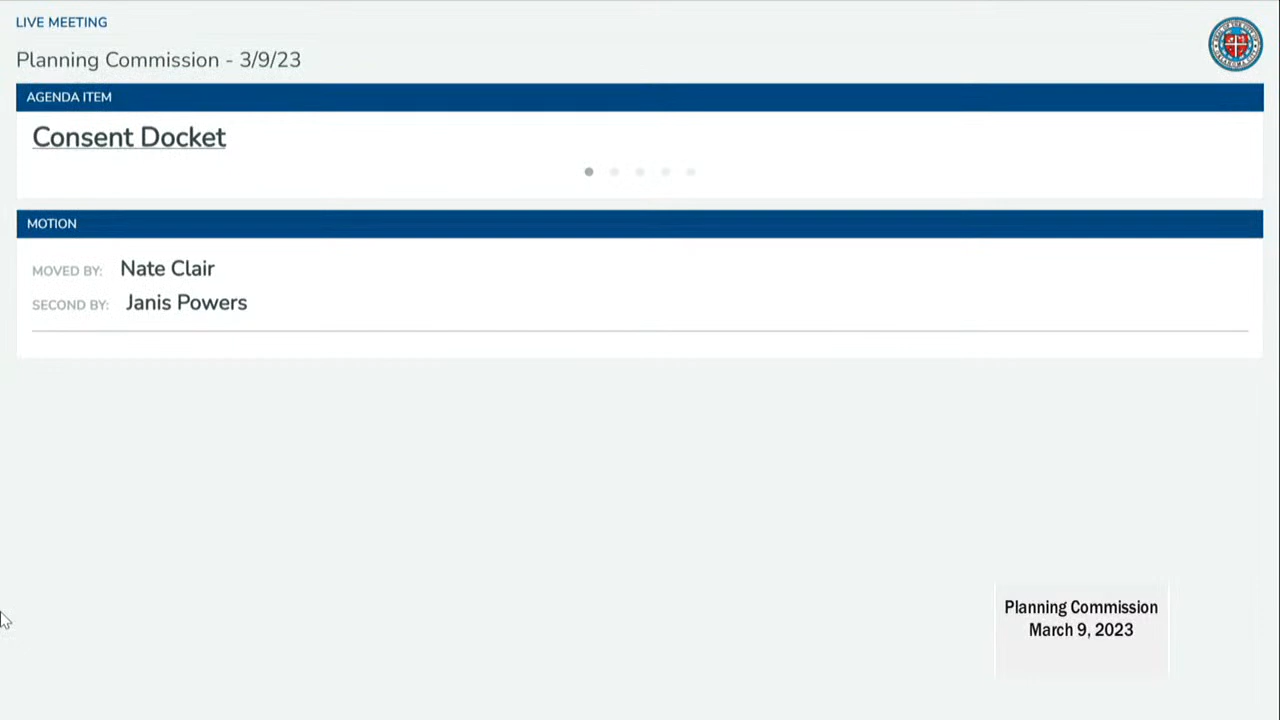 LIVE MEETING
Planning Commission - 3/9/23
AGENDA ITEM
Consent Docket
MOTION
MOVED BY: Nate Clair
SECOND BY: Janis Powers
Planning Commission
March 9, 2023